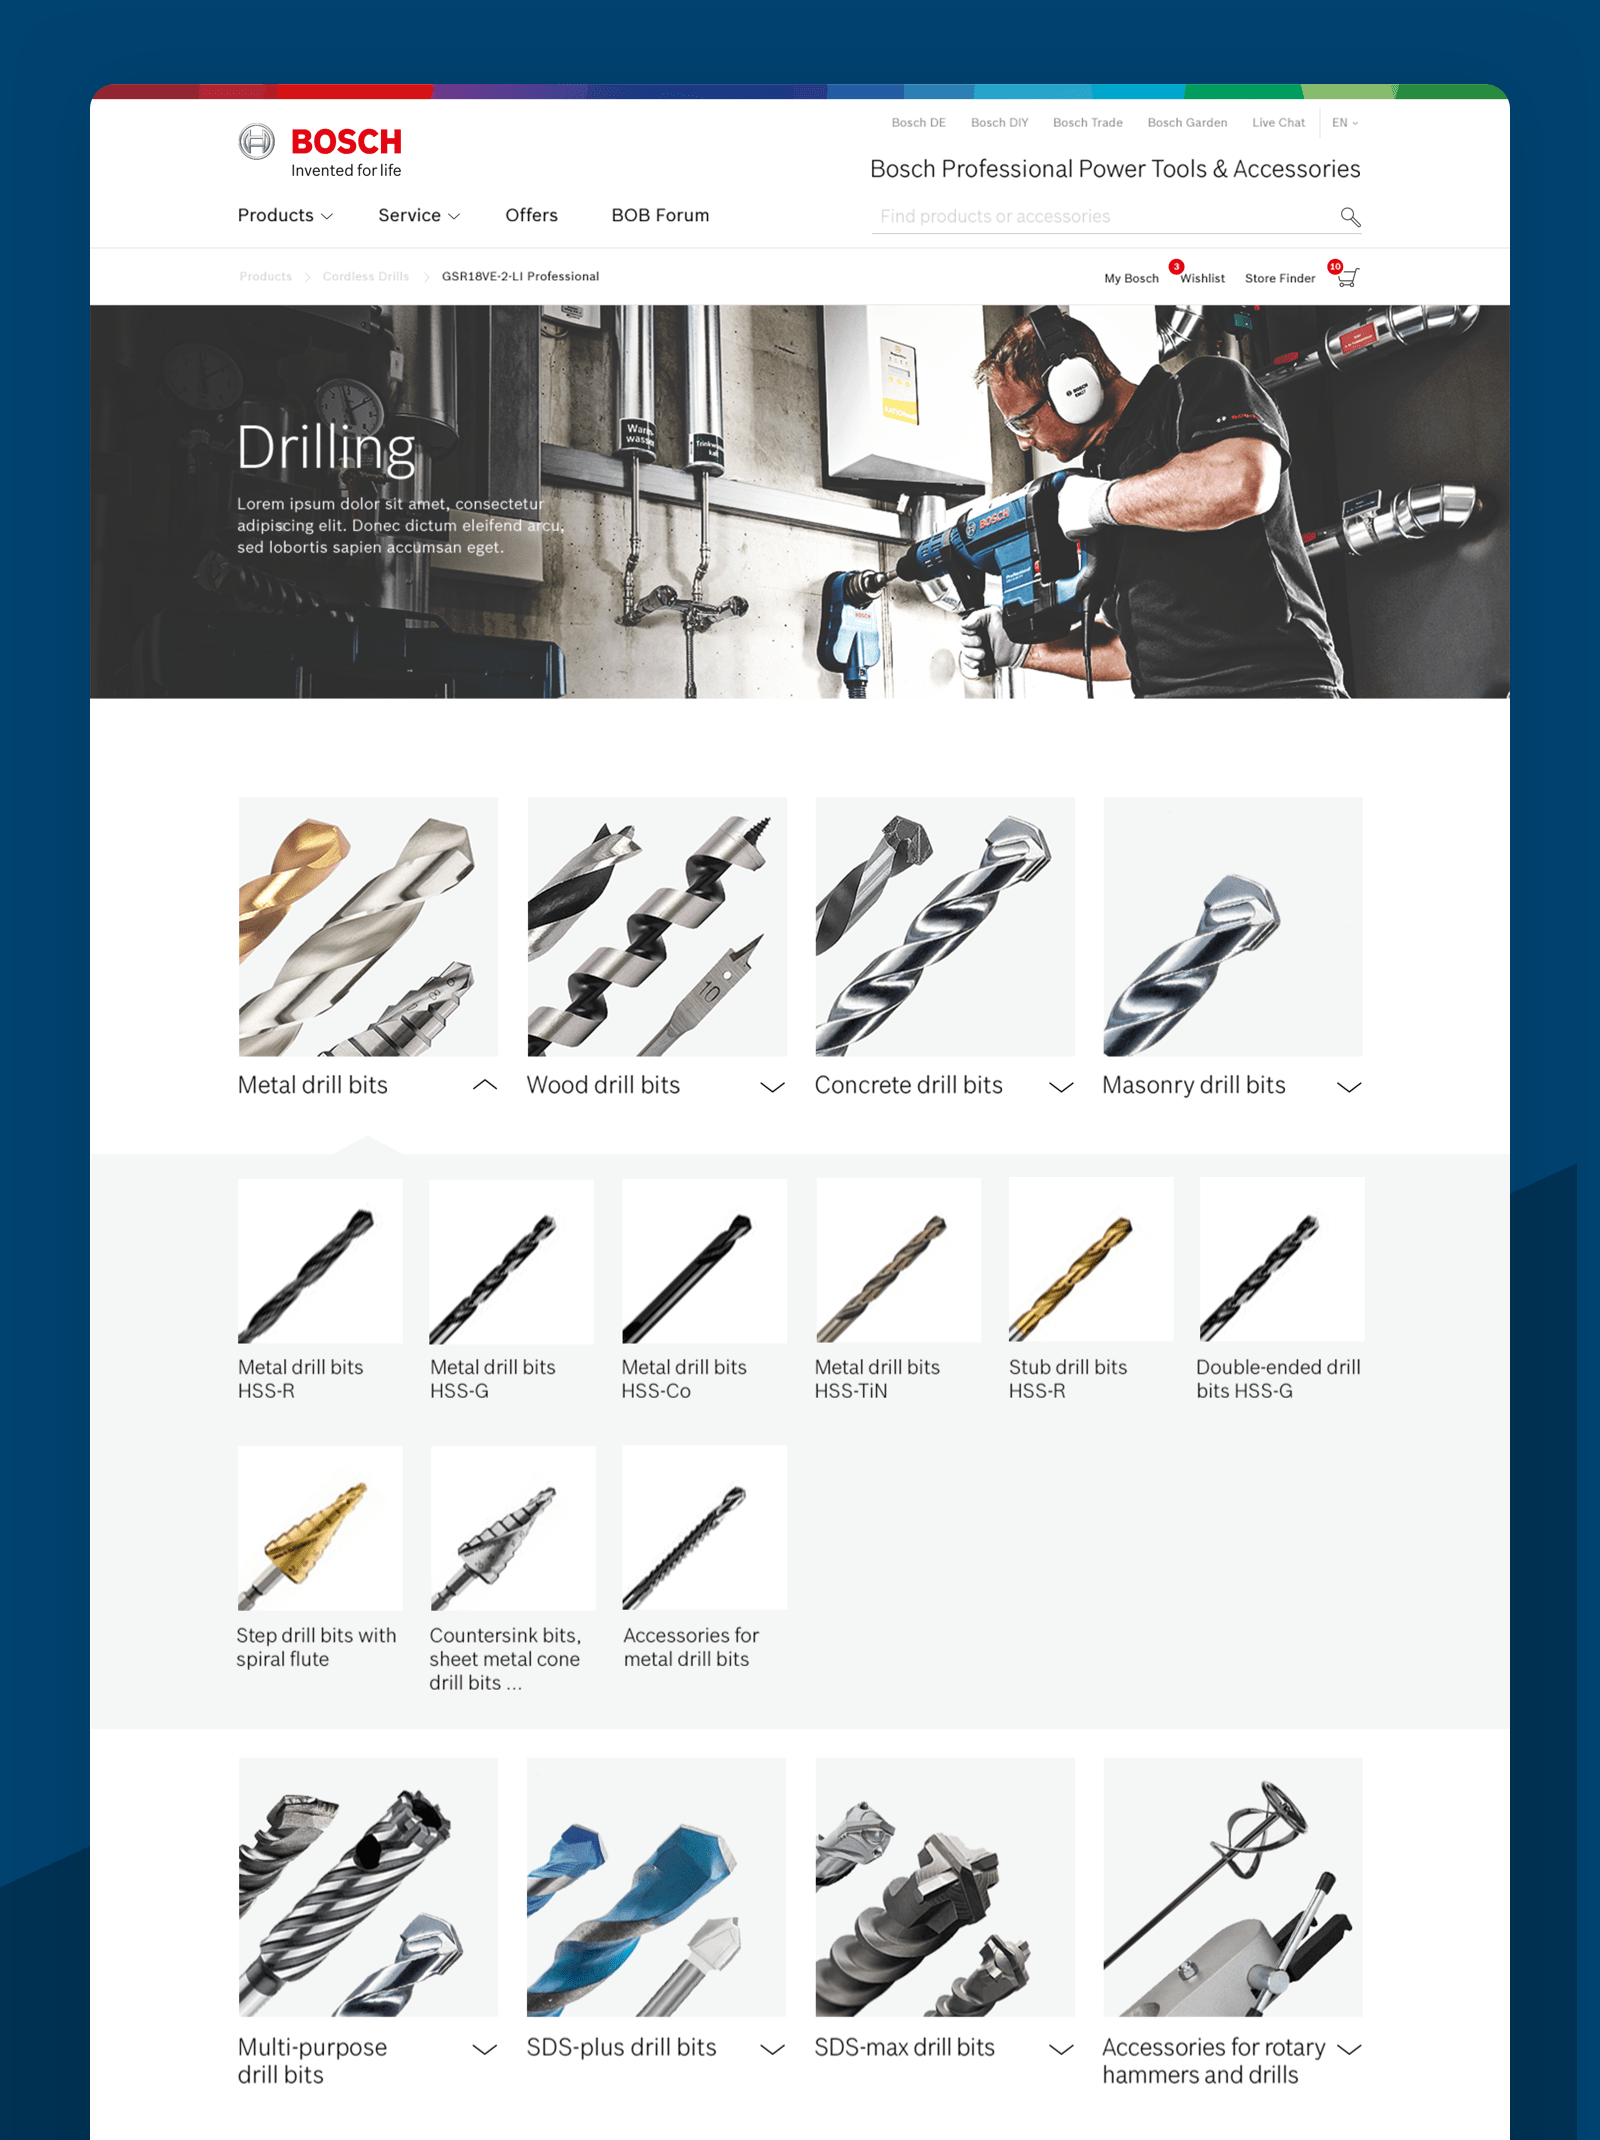 Bosch DE Bosch DIY Bosch Trade Bosch Garden Live Chat EN
BOSCH
Invented for life
Bosch Professional Power Tools & Accessories
Products Service Offers BOB Forum
Find products or accessories
Products Cordless Drills GSR18VE-2-LI Professional
My Bosch 3 Wishlist Store Finder 10
Drilling
Lorem ipsum dolor sit amet, consectetur
adipiscing elit. Donec dictum eleifend arcu,
sed lobortis sapien accumsan eget.
Warm-
wasser
BOSCH
BOSCH
BOSCH
10
Metal drill bits
Wood drill bits
Concrete drill bits
Masonry drill bits
Metal drill bits
HSS-R
Metal drill bits
HSS-G
Metal drill bits
HSS-Co
Metal drill bits
HSS-TiN
Stub drill bits
HSS-R
Double-ended drill
bits HSS-G
Step drill bits with
spiral flute
Countersink bits,
sheet metal cone
drill bits ...
Accessories for
metal drill bits
Multi-purpose
drill bits
SDS-plus drill bits
SDS-max drill bits
Accessories for rotary
hammers and drills